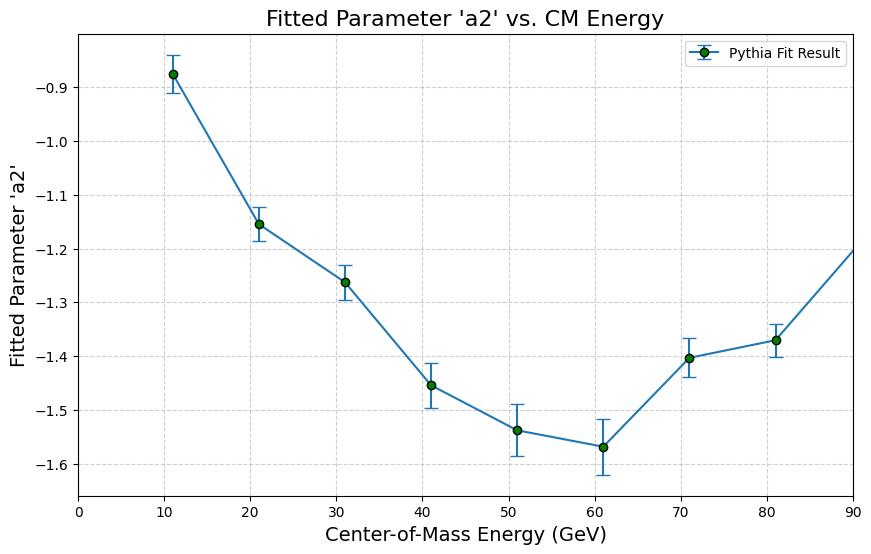 Fitted Parameter 'a2' vs. CM Energy
Pythia Fit Result
Fitted Parameter 'a2'
−0.9
−1.0
−1.1
−1.2
−1.3
−1.4
−1.5
−1.6
0 10 20 30 40 50 60 70 80 90
Center-of-Mass Energy (GeV)